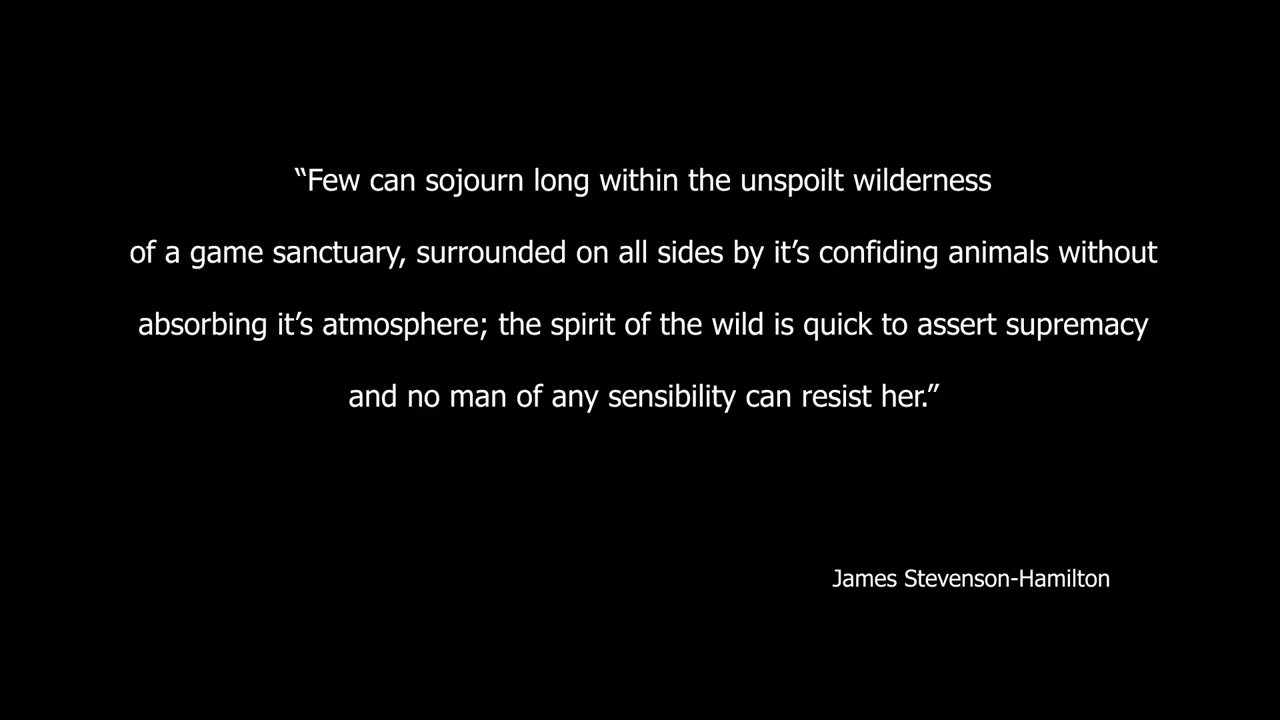 “Few can sojourn long within the unspoilt wilderness
of a game sanctuary, surrounded on all sides by it’s confiding animals without
absorbing it’s atmosphere; the spirit of the wild is quick to assert supremacy
and no man of any sensibility can resist her.”
James Stevenson-Hamilton